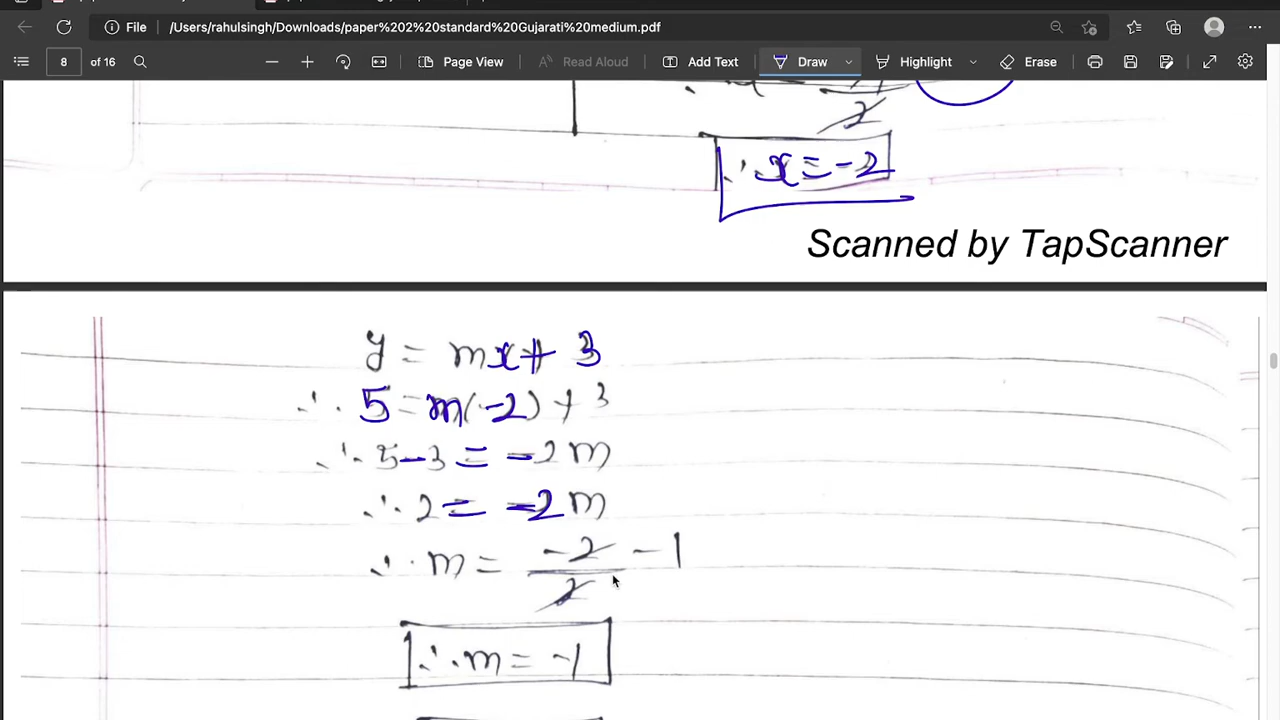 File /Users/rahulsingh/Downloads/paper%202%20standard%20Gujarati%20medium.pdf
8 of 16 Page View Read Aloud Add Text Draw Highlight Erase
2
∴ x = -2
Scanned by TapScanner
y = mx + 3
∴ 5 = m(-2) + 3
∴ 5-3 = -2m
∴ 2 = -2m
∴ m = -2/2 -1
∴ m = -1